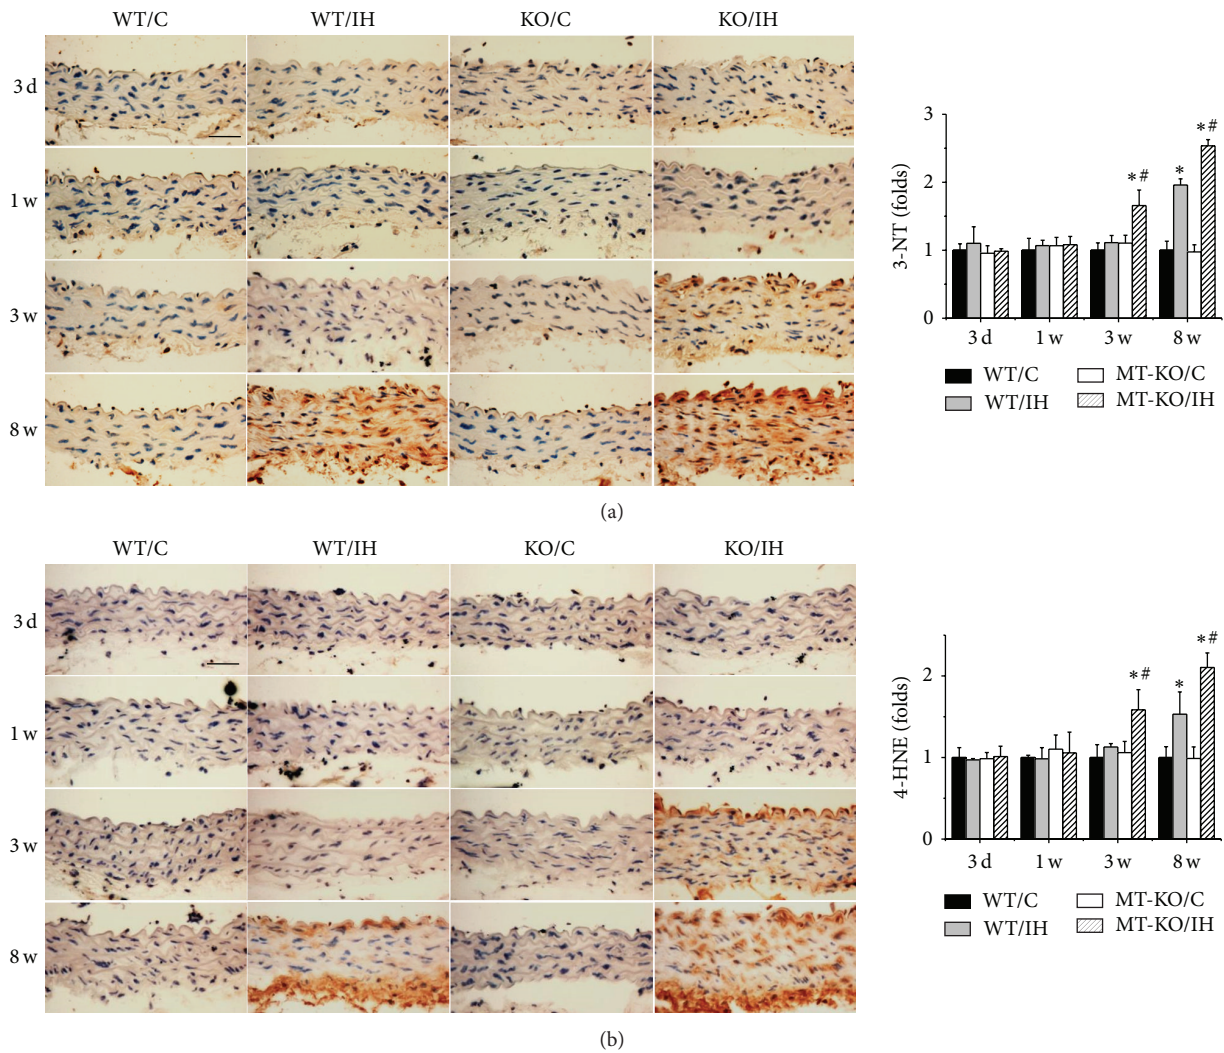 WT/C WT/IH KO/C KO/IH
3 d
1 w
3 w
8 w
3-NT (folds)
3
2
1
0
*# * *#
3 d 1 w 3 w 8 w
WT/C MT-KO/C
WT/IH MT-KO/IH
(a)
WT/C WT/IH KO/C KO/IH
3 d
1 w
3 w
8 w
4-HNE (folds)
2
1
0
*# * *#
3 d 1 w 3 w 8 w
WT/C MT-KO/C
WT/IH MT-KO/IH
(b)